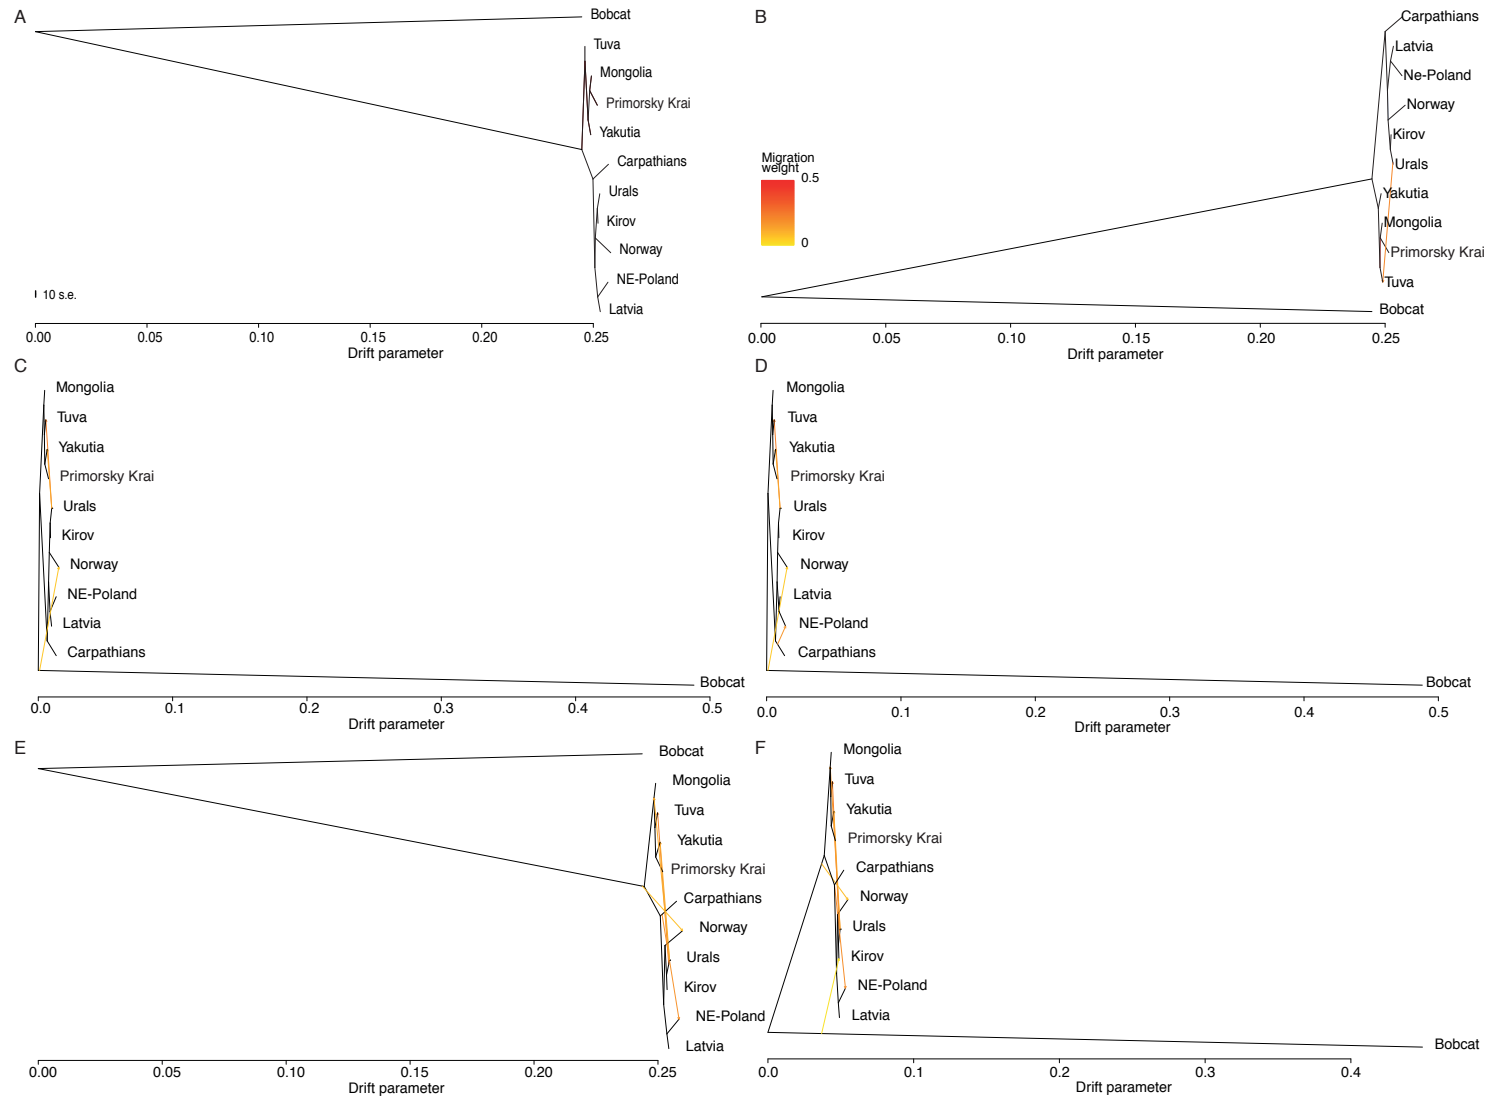 A
Bobcat
Tuva
Mongolia
Primorsky Krai
Yakutia
Carpathians
Urals
Kirov
Norway
NE-Poland
Latvia
10 s.e.
0.00 0.05 0.10 0.15 0.20 0.25
Drift parameter
B
Carpathians
Latvia
Ne-Poland
Norway
Kirov
Urals
Yakutia
Mongolia
Primorsky Krai
Tuva
Bobcat
Migration
weight
0.5
0
0.00 0.05 0.10 0.15 0.20 0.25
Drift parameter
C
Mongolia
Tuva
Yakutia
Primorsky Krai
Urals
Kirov
Norway
NE-Poland
Latvia
Carpathians
Bobcat
0.0 0.1 0.2 0.3 0.4 0.5
Drift parameter
D
Mongolia
Tuva
Yakutia
Primorsky Krai
Urals
Kirov
Norway
Latvia
NE-Poland
Carpathians
Bobcat
0.0 0.1 0.2 0.3 0.4 0.5
Drift parameter
E
Bobcat
Mongolia
Tuva
Yakutia
Primorsky Krai
Carpathians
Norway
Urals
Kirov
NE-Poland
Latvia
0.00 0.05 0.10 0.15 0.20 0.25
Drift parameter
F
Mongolia
Tuva
Yakutia
Primorsky Krai
Carpathians
Norway
Urals
Kirov
NE-Poland
Latvia
Bobcat
0.0 0.1 0.2 0.3 0.4
Drift parameter